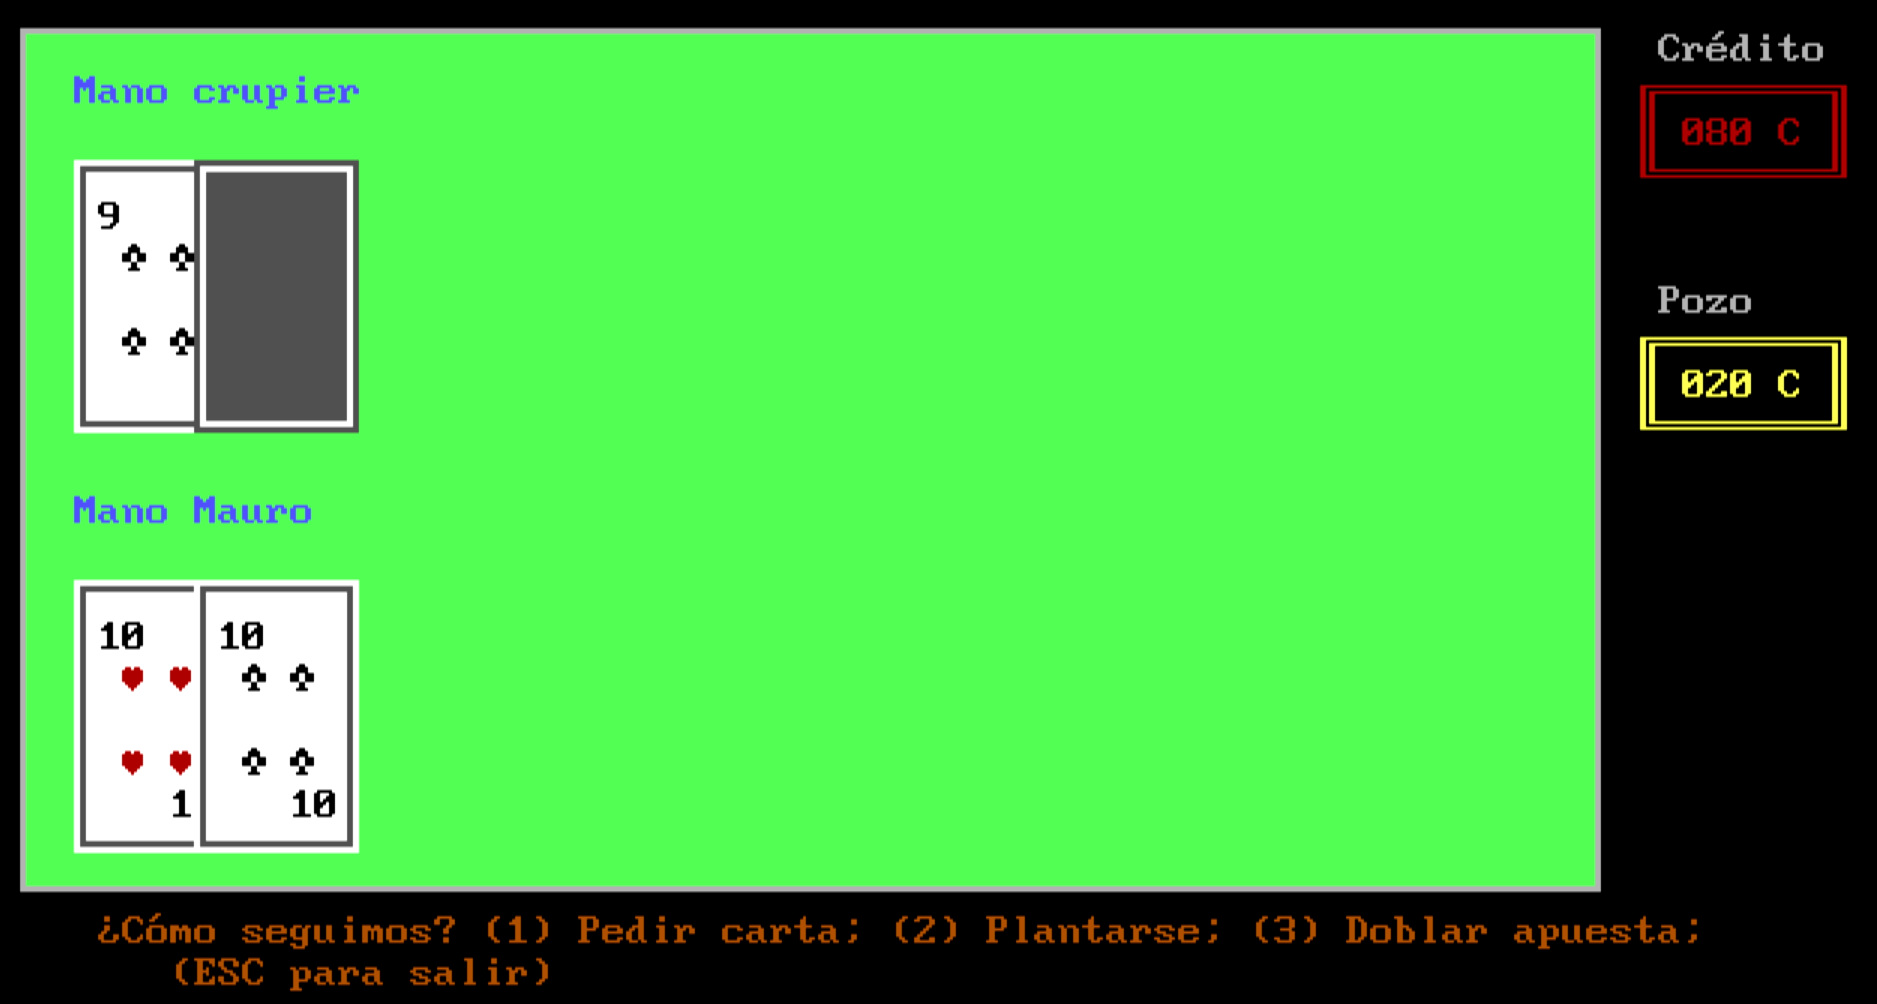 Crédito
Mano crupier
080 C
9
Pozo
020 C
Mano Mauro
10 10
1 10
¿Cómo seguimos? (1) Pedir carta; (2) Plantarse; (3) Doblar apuesta;
(ESC para salir)